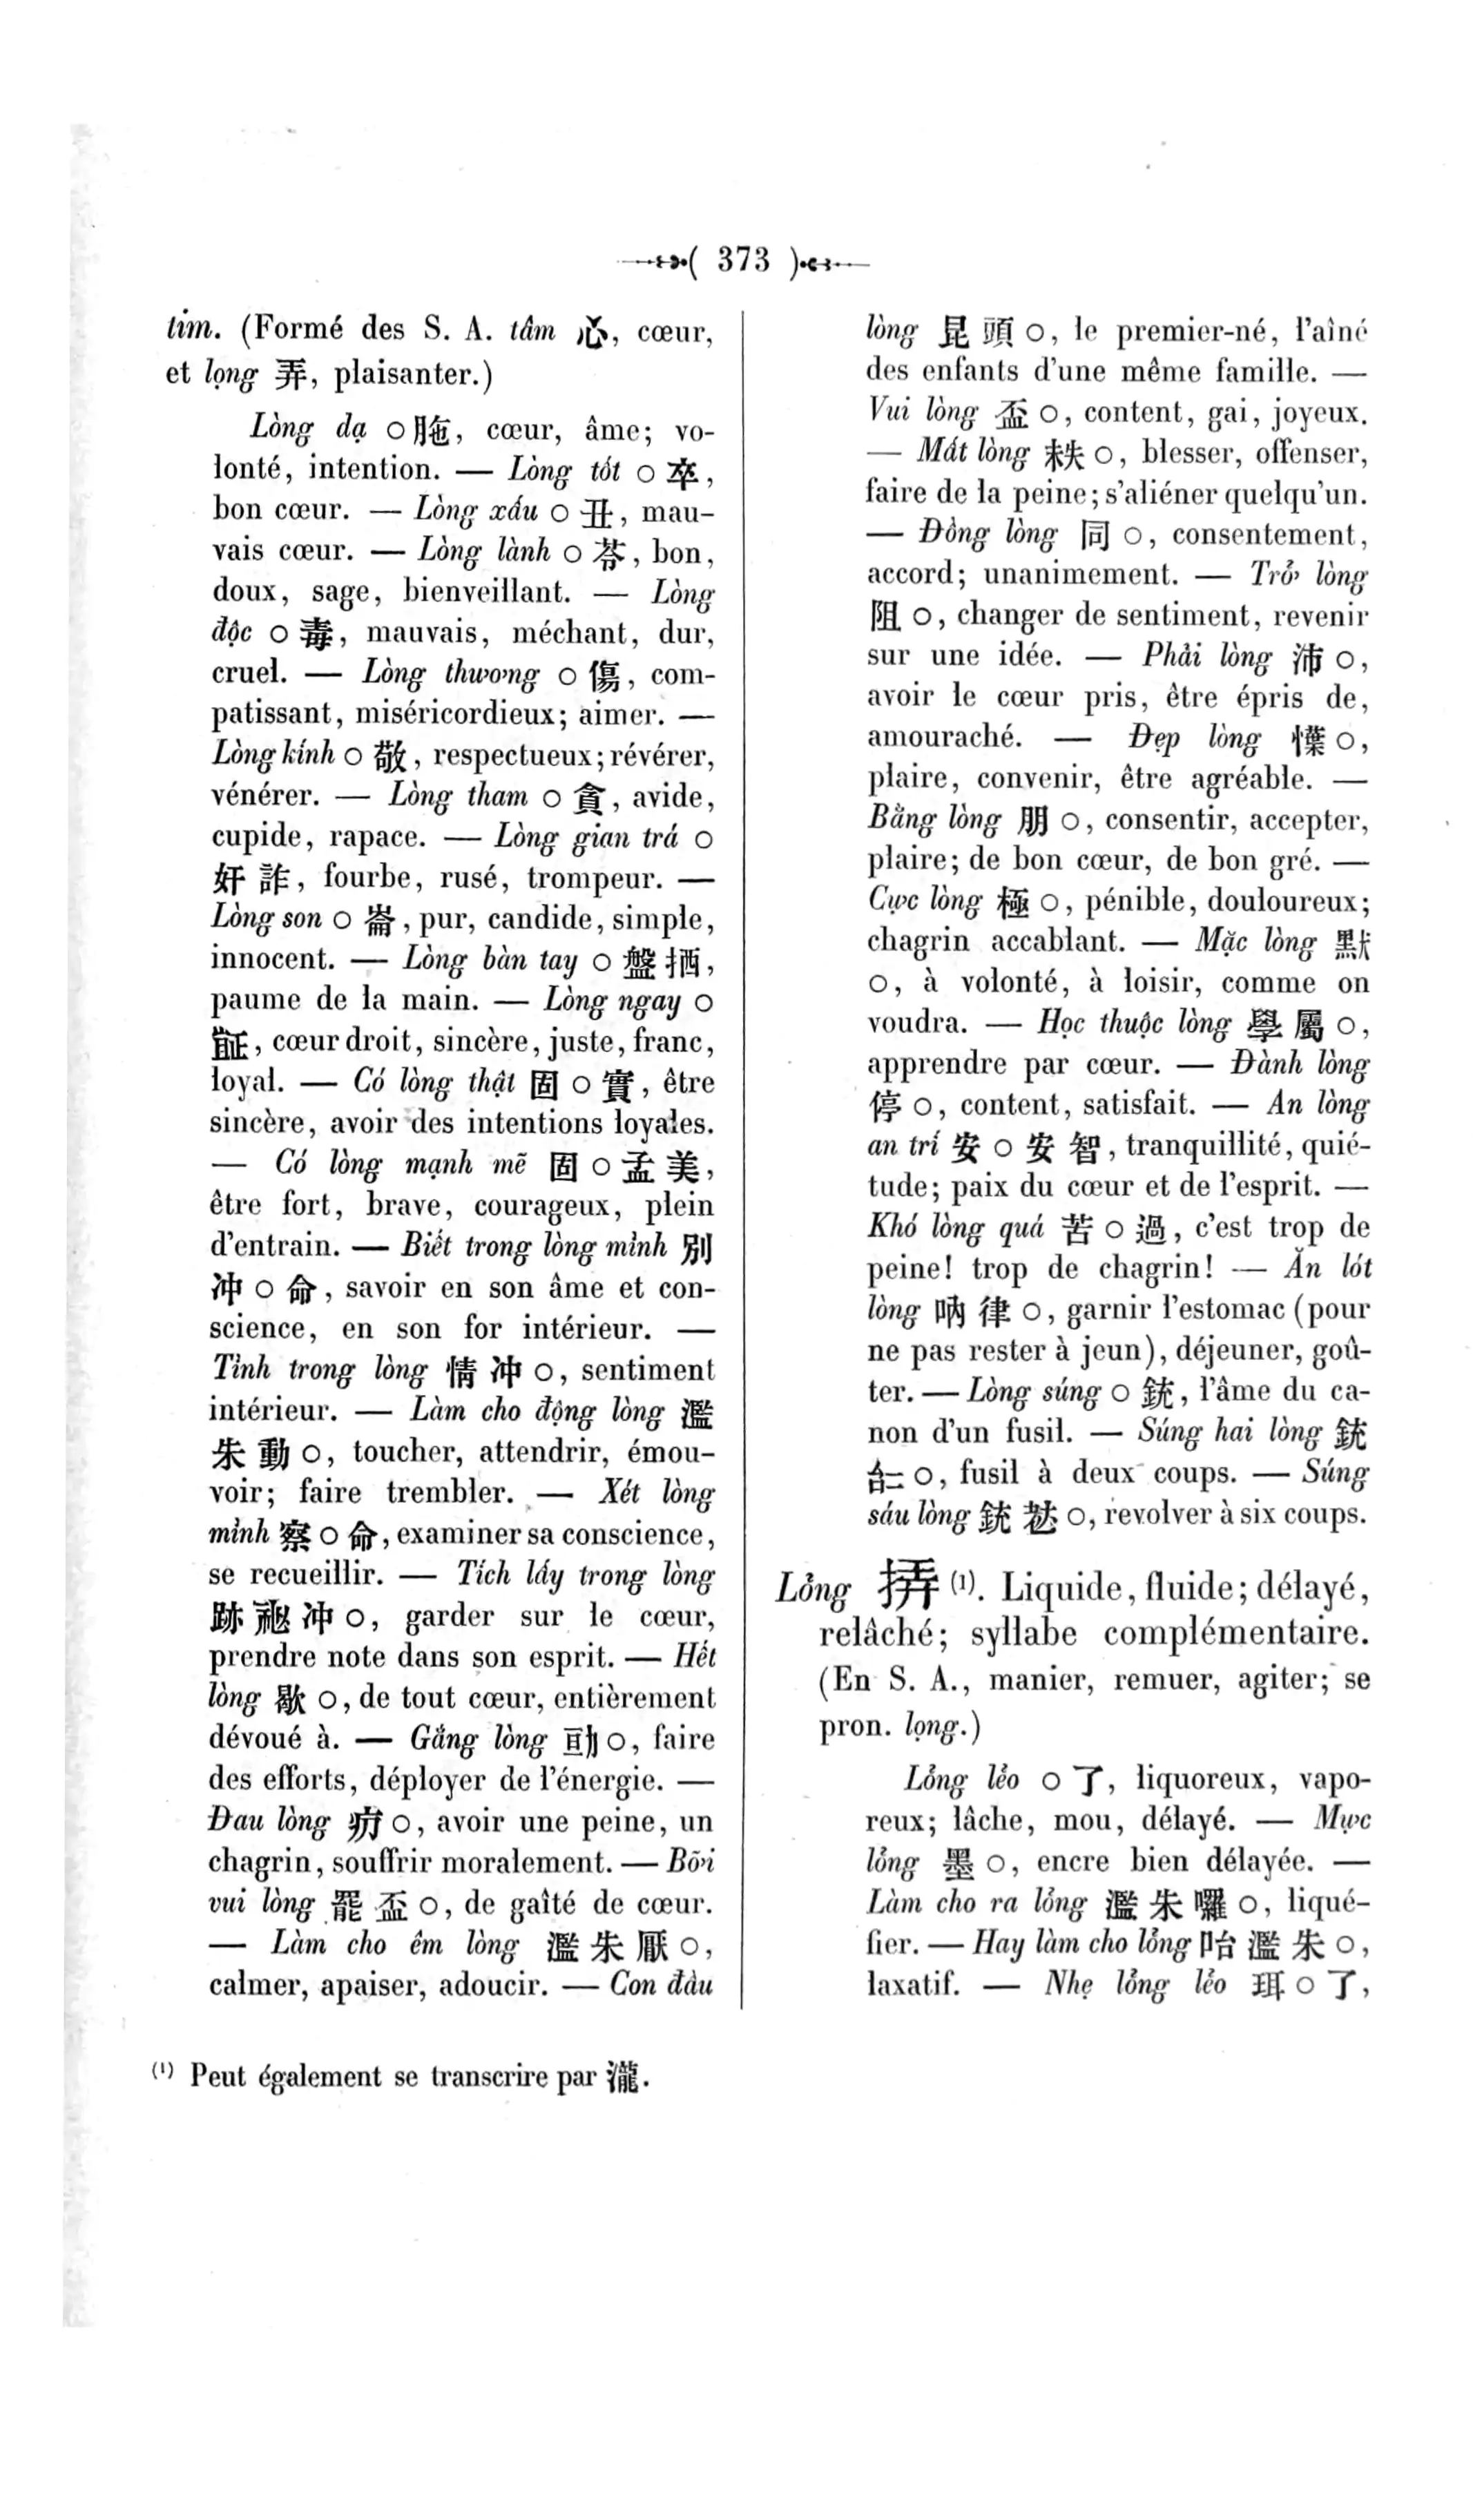 ( 373 )
tim. (Formé des S. A. tâm 心, cœur,
et lọng 弄, plaisanter.)
Lòng dạ ○ 胣, cœur, âme; vo-
lonté, intention. — Lòng tốt ○ 卒,
bon cœur. — Lòng xấu ○ 丑, mau-
vais cœur. — Lòng lành ○ 苓, bon,
doux, sage, bienveillant. — Lòng
độc ○ 毒, mauvais, méchant, dur,
cruel. — Lòng thương ○ 傷, com-
patissant, miséricordieux; aimer. —
Lòng kính ○ 敬, respectueux; révérer,
vénérer. — Lòng tham ○ 貪, avide,
cupide, rapace. — Lòng gian trá ○
奸 詐, fourbe, rusé, trompeur. —
Lòng son ○ 崙, pur, candide, simple,
innocent. — Lòng bàn tay ○ 盤 拪,
paume de la main. — Lòng ngay ○
, cœur droit, sincère, juste, franc,
loyal. — Có lòng thật 固 ○ 實, être
sincère, avoir des intentions loyales.
— Có lòng mạnh mẽ 固 ○ 孟 美,
être fort, brave, courageux, plein
d'entrain. — Biết trong lòng mình 別
冲 ○ 命, savoir en son âme et con-
science, en son for intérieur. —
Tình trong lòng 情 冲 ○, sentiment
intérieur. — Làm cho động lòng 濫
朱 動 ○, toucher, attendrir, émou-
voir; faire trembler. — Xét lòng
mình 察 ○ 命, examiner sa conscience,
se recueillir. — Tích lấy trong lòng
跡 冲 ○, garder sur le cœur,
prendre note dans son esprit. — Hết
lòng 歇 ○, de tout cœur, entièrement
dévoué à. — Gắng lòng ○, faire
des efforts, déployer de l'énergie. —
Đau lòng 疠 ○, avoir une peine, un
chagrin, souffrir moralement. — Bởi
vui lòng 罷 盃 ○, de gaîté de cœur.
— Làm cho êm lòng 濫 朱 厭 ○,
calmer, apaiser, adoucir. — Con đầu
lòng 昆 頭 ○, le premier-né, l'aîné
des enfants d'une même famille. —
Vui lòng 盃 ○, content, gai, joyeux.
— Mất lòng 秩 ○, blesser, offenser,
faire de la peine; s'aliéner quelqu'un.
— Đồng lòng 同 ○, consentement,
accord; unanimement. — Trở lòng
阻 ○, changer de sentiment, revenir
sur une idée. — Phải lòng 沛 ○,
avoir le cœur pris, être épris de,
amouraché. — Đẹp lòng 㦪 ○,
plaire, convenir, être agréable. —
Bằng lòng 朋 ○, consentir, accepter,
plaire; de bon cœur, de bon gré. —
Cực lòng 極 ○, pénible, douloureux;
chagrin accablant. — Mặc lòng 默
○, à volonté, à loisir, comme on
voudra. — Học thuộc lòng 學 屬 ○,
apprendre par cœur. — Đành lòng
停 ○, content, satisfait. — An lòng
an trí 安 ○ 安 智, tranquillité, quié-
tude; paix du cœur et de l'esprit. —
Khó lòng quá 苦 ○ 過, c'est trop de
peine! trop de chagrin! — Ăn lót
lòng 吶 律 ○, garnir l'estomac (pour
ne pas rester à jeun), déjeuner, goû-
ter. — Lòng súng ○ 銃, l'âme du ca-
non d'un fusil. — Súng hai lòng 銃
○, fusil à deux coups. — Súng
sáu lòng 銃 ○, revolver à six coups.
Lỏng 挵 (1). Liquide, fluide; délayé,
relâché; syllabe complémentaire.
(En S. A., manier, remuer, agiter; se
pron. lọng.)
Lỏng lẻo ○ 了, liquoreux, vapo-
reux; lâche, mou, délayé. — Mực
lỏng 墨 ○, encre bien délayée. —
Làm cho ra lỏng 濫 朱 囉 ○, liqué-
fier. — Hay làm cho lỏng 咍 濫 朱 ○,
laxatif. — Nhẹ lỏng lẻo 珥 ○ 了,
(1) Peut également se transcrire par 瀧.